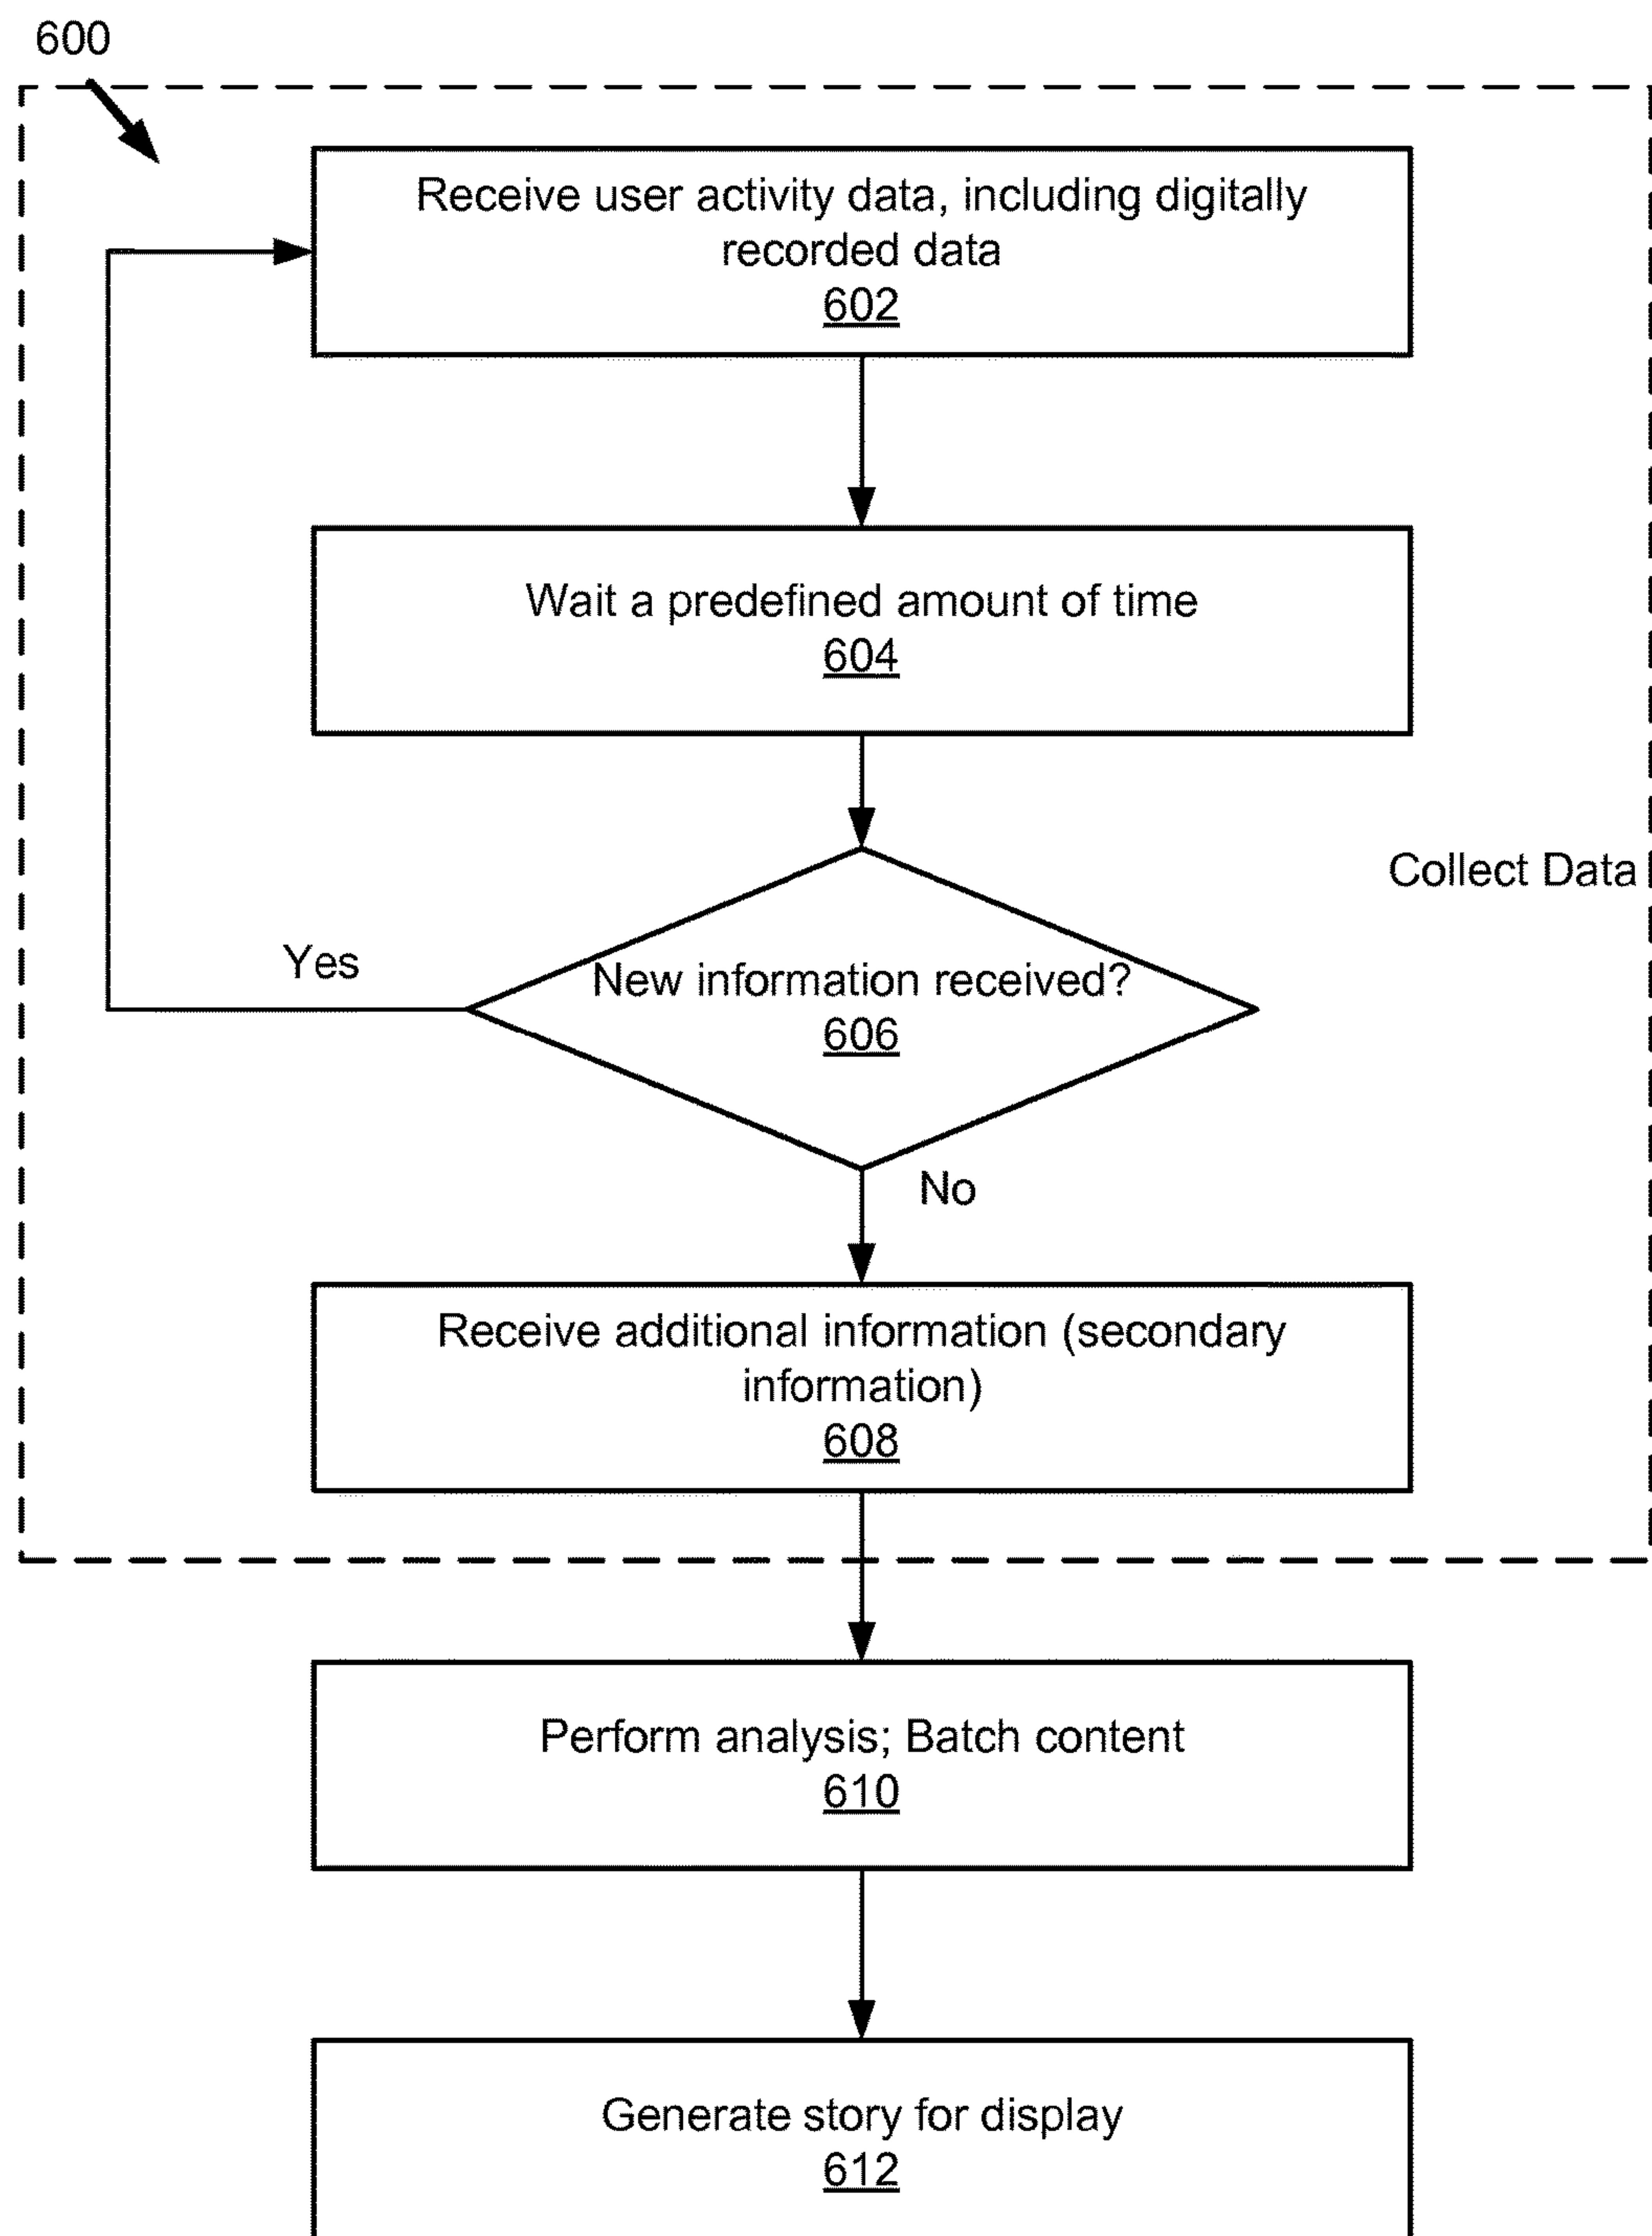 600
Receive user activity data, including digitally
recorded data
602
Wait a predefined amount of time
604
Collect Data
Yes
New information received?
606
No
Receive additional information (secondary
information)
608
Perform analysis; Batch content
610
Generate story for display
612